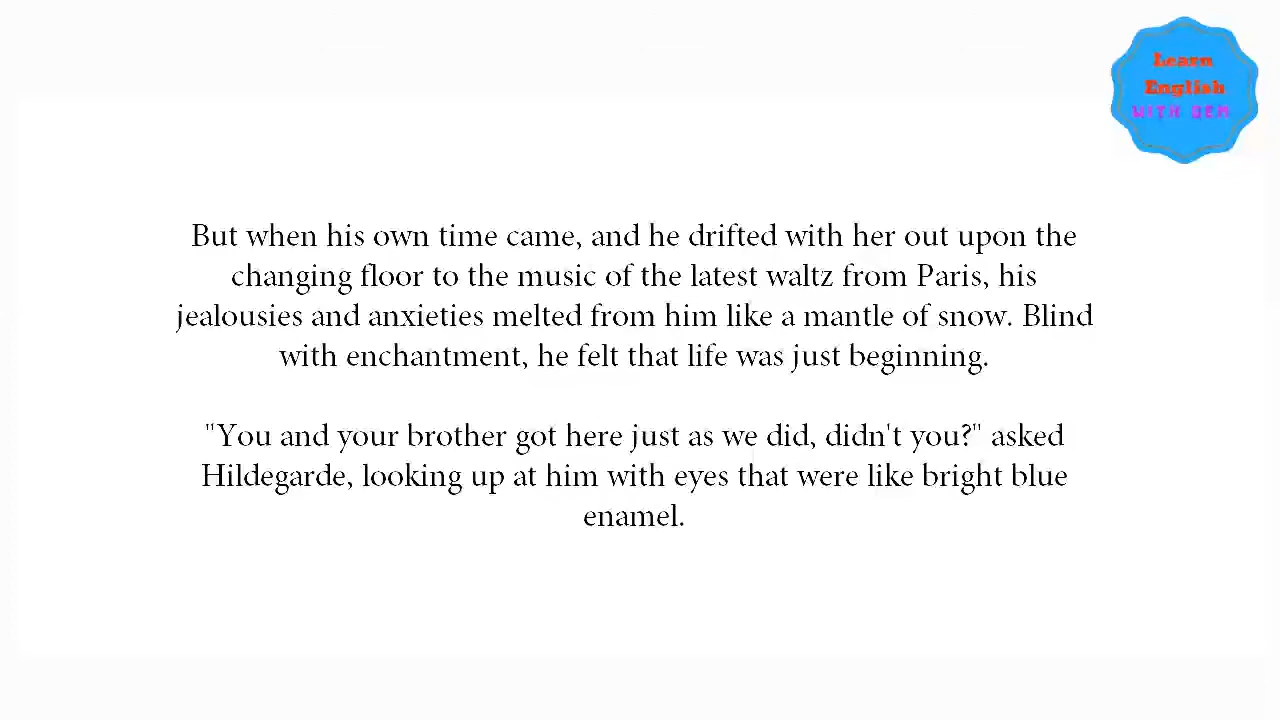 Learn
English
WITH
But when his own time came, and he drifted with her out upon the
changing floor to the music of the latest waltz from Paris, his
jealousies and anxieties melted from him like a mantle of snow. Blind
with enchantment, he felt that life was just beginning.
"You and your brother got here just as we did, didn't you?" asked
Hildegarde, looking up at him with eyes that were like bright blue
enamel.